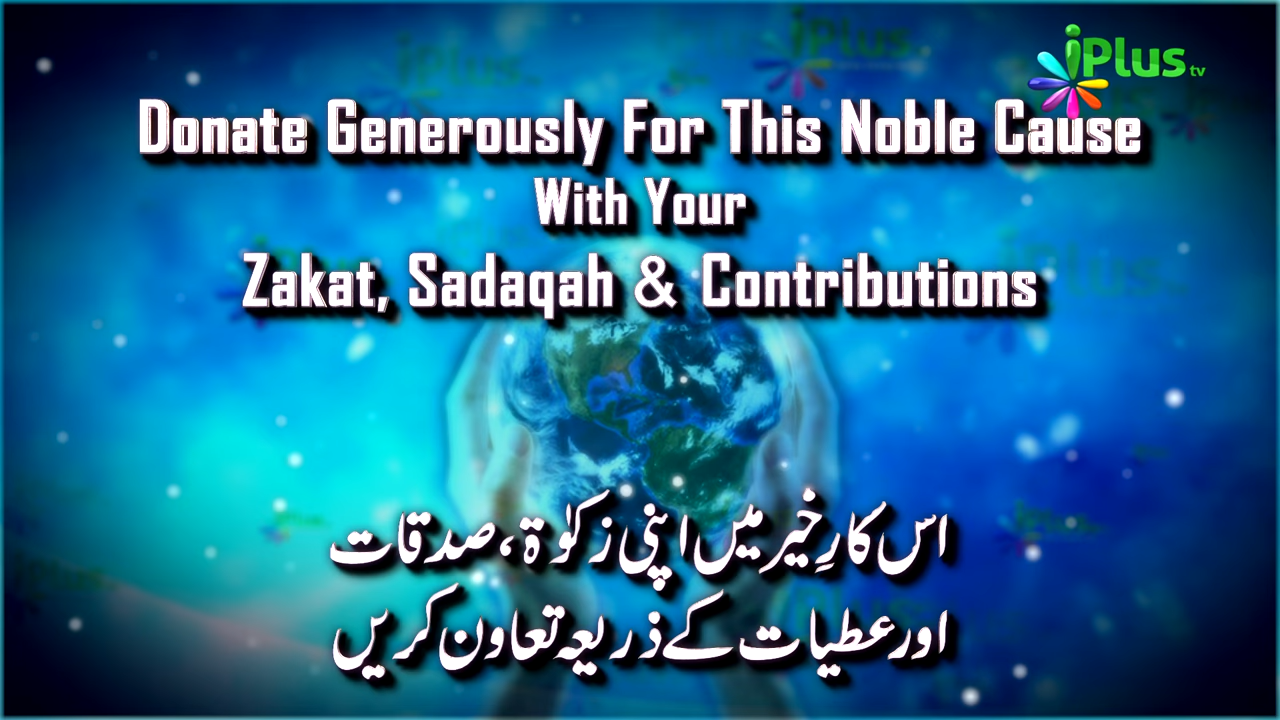 iPlus tv
Donate Generously For This Noble Cause
With Your
Zakat, Sadaqah & Contributions
اس کارِ خیر میں اپنی زکوٰۃ، صدقات
اور عطیات کے ذریعہ تعاون کریں